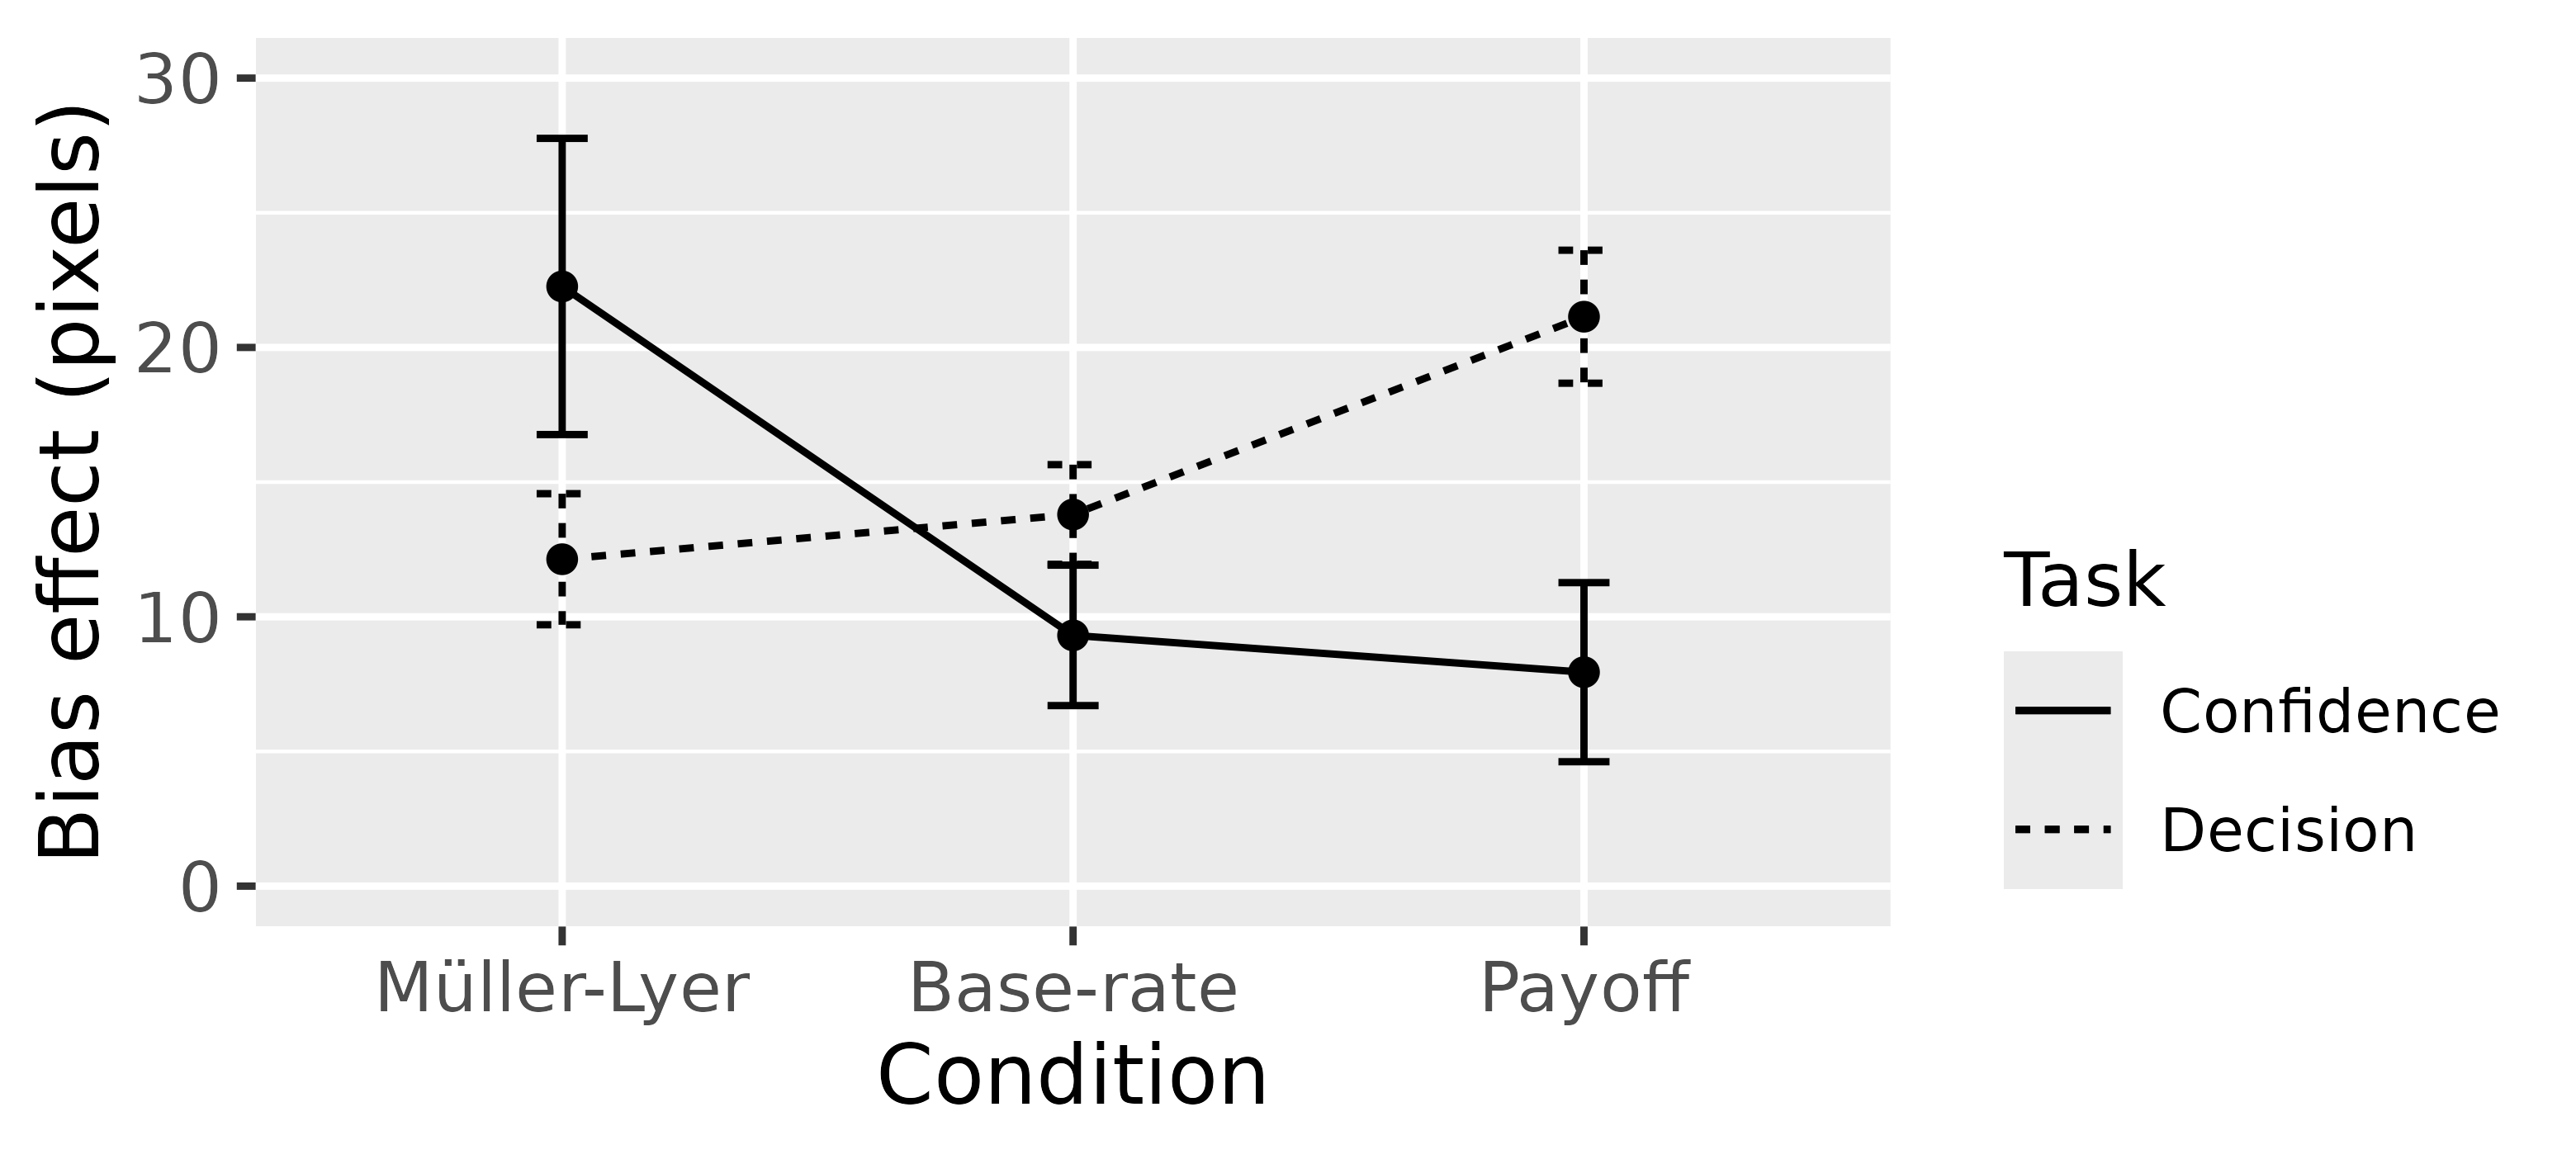 Bias effect (pixels)
30
20
10
0
Müller-Lyer
Base-rate
Payoff
Condition
Task
Confidence
Decision